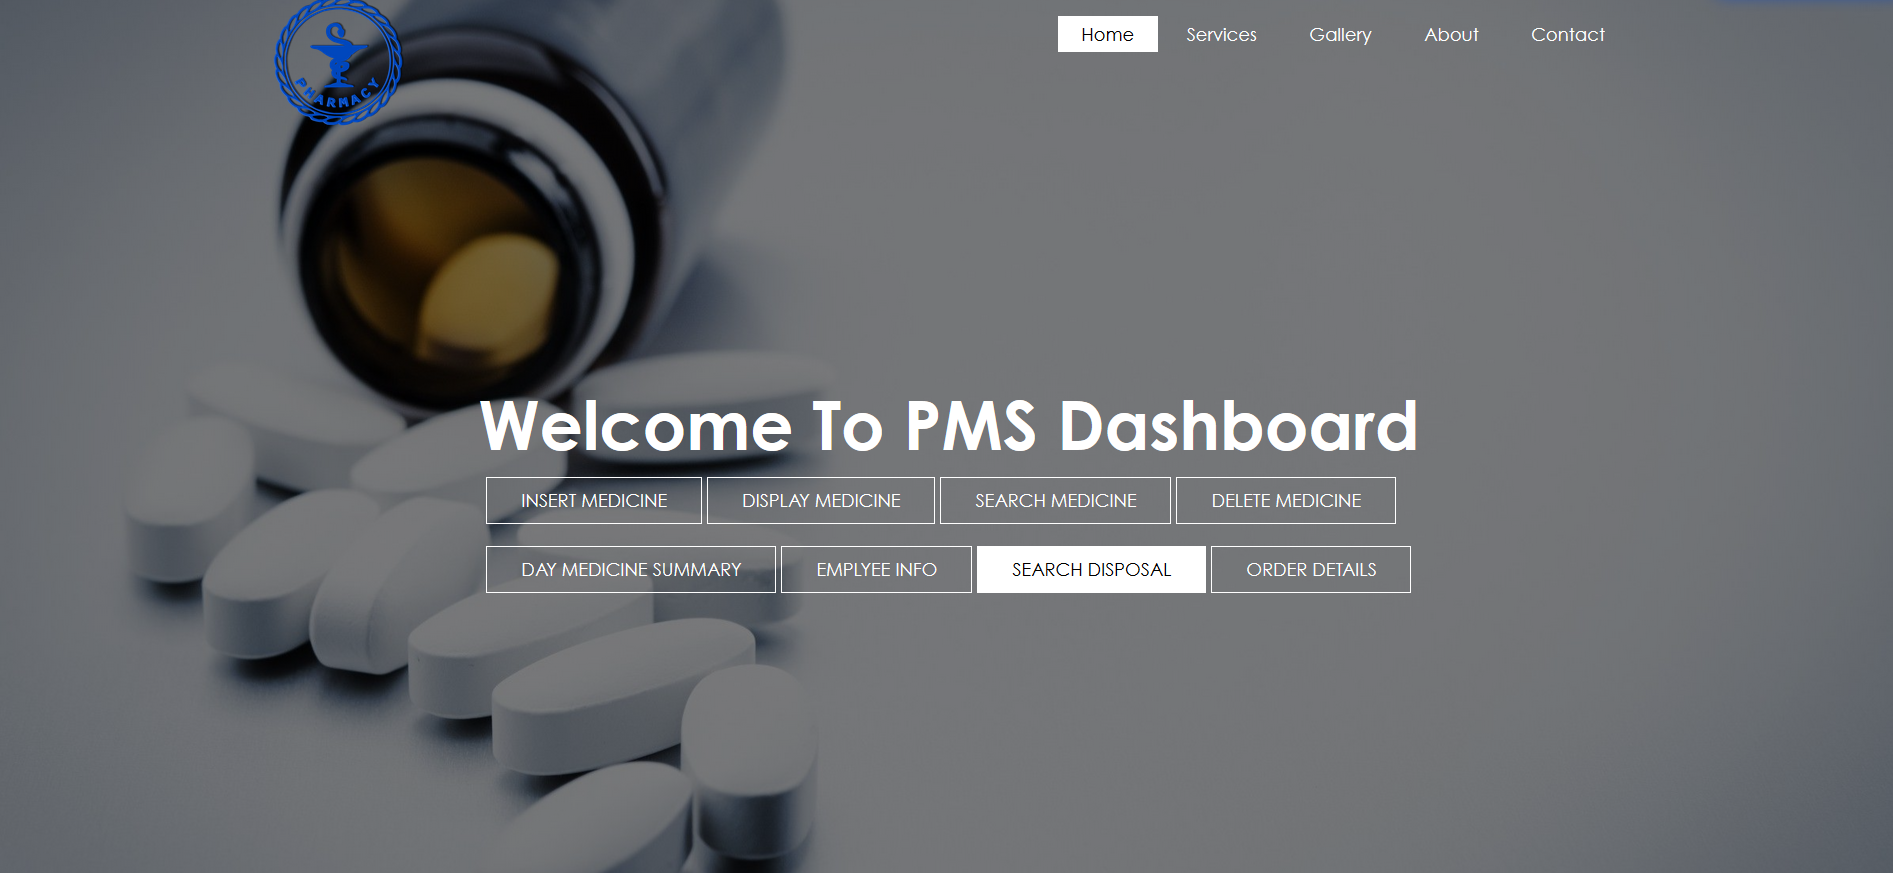 PHARMACY
Home Services Gallery About Contact
Welcome To PMS Dashboard
INSERT MEDICINE DISPLAY MEDICINE SEARCH MEDICINE DELETE MEDICINE
DAY MEDICINE SUMMARY EMPLYEE INFO SEARCH DISPOSAL ORDER DETAILS